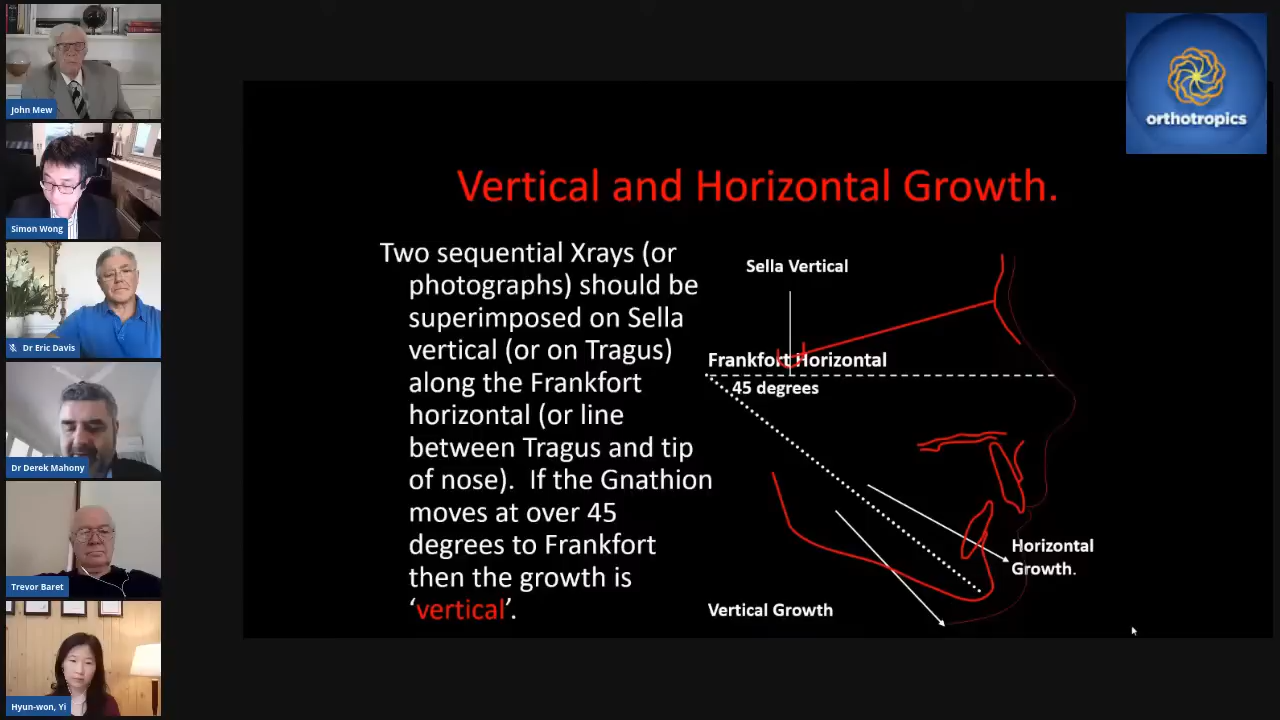 John Mew
Simon Wong
Dr Eric Davis
Dr Derek Mahony
Trevor Baret
Hyun-won, Yi
orthotropics
Vertical and Horizontal Growth.
Two sequential Xrays (or
photographs) should be
superimposed on Sella
vertical (or on Tragus)
along the Frankfort
horizontal (or line
between Tragus and tip
of nose). If the Gnathion
moves at over 45
degrees to Frankfort
then the growth is
‘vertical’.
Sella Vertical
Frankfort Horizontal
45 degrees
Horizontal
Growth.
Vertical Growth